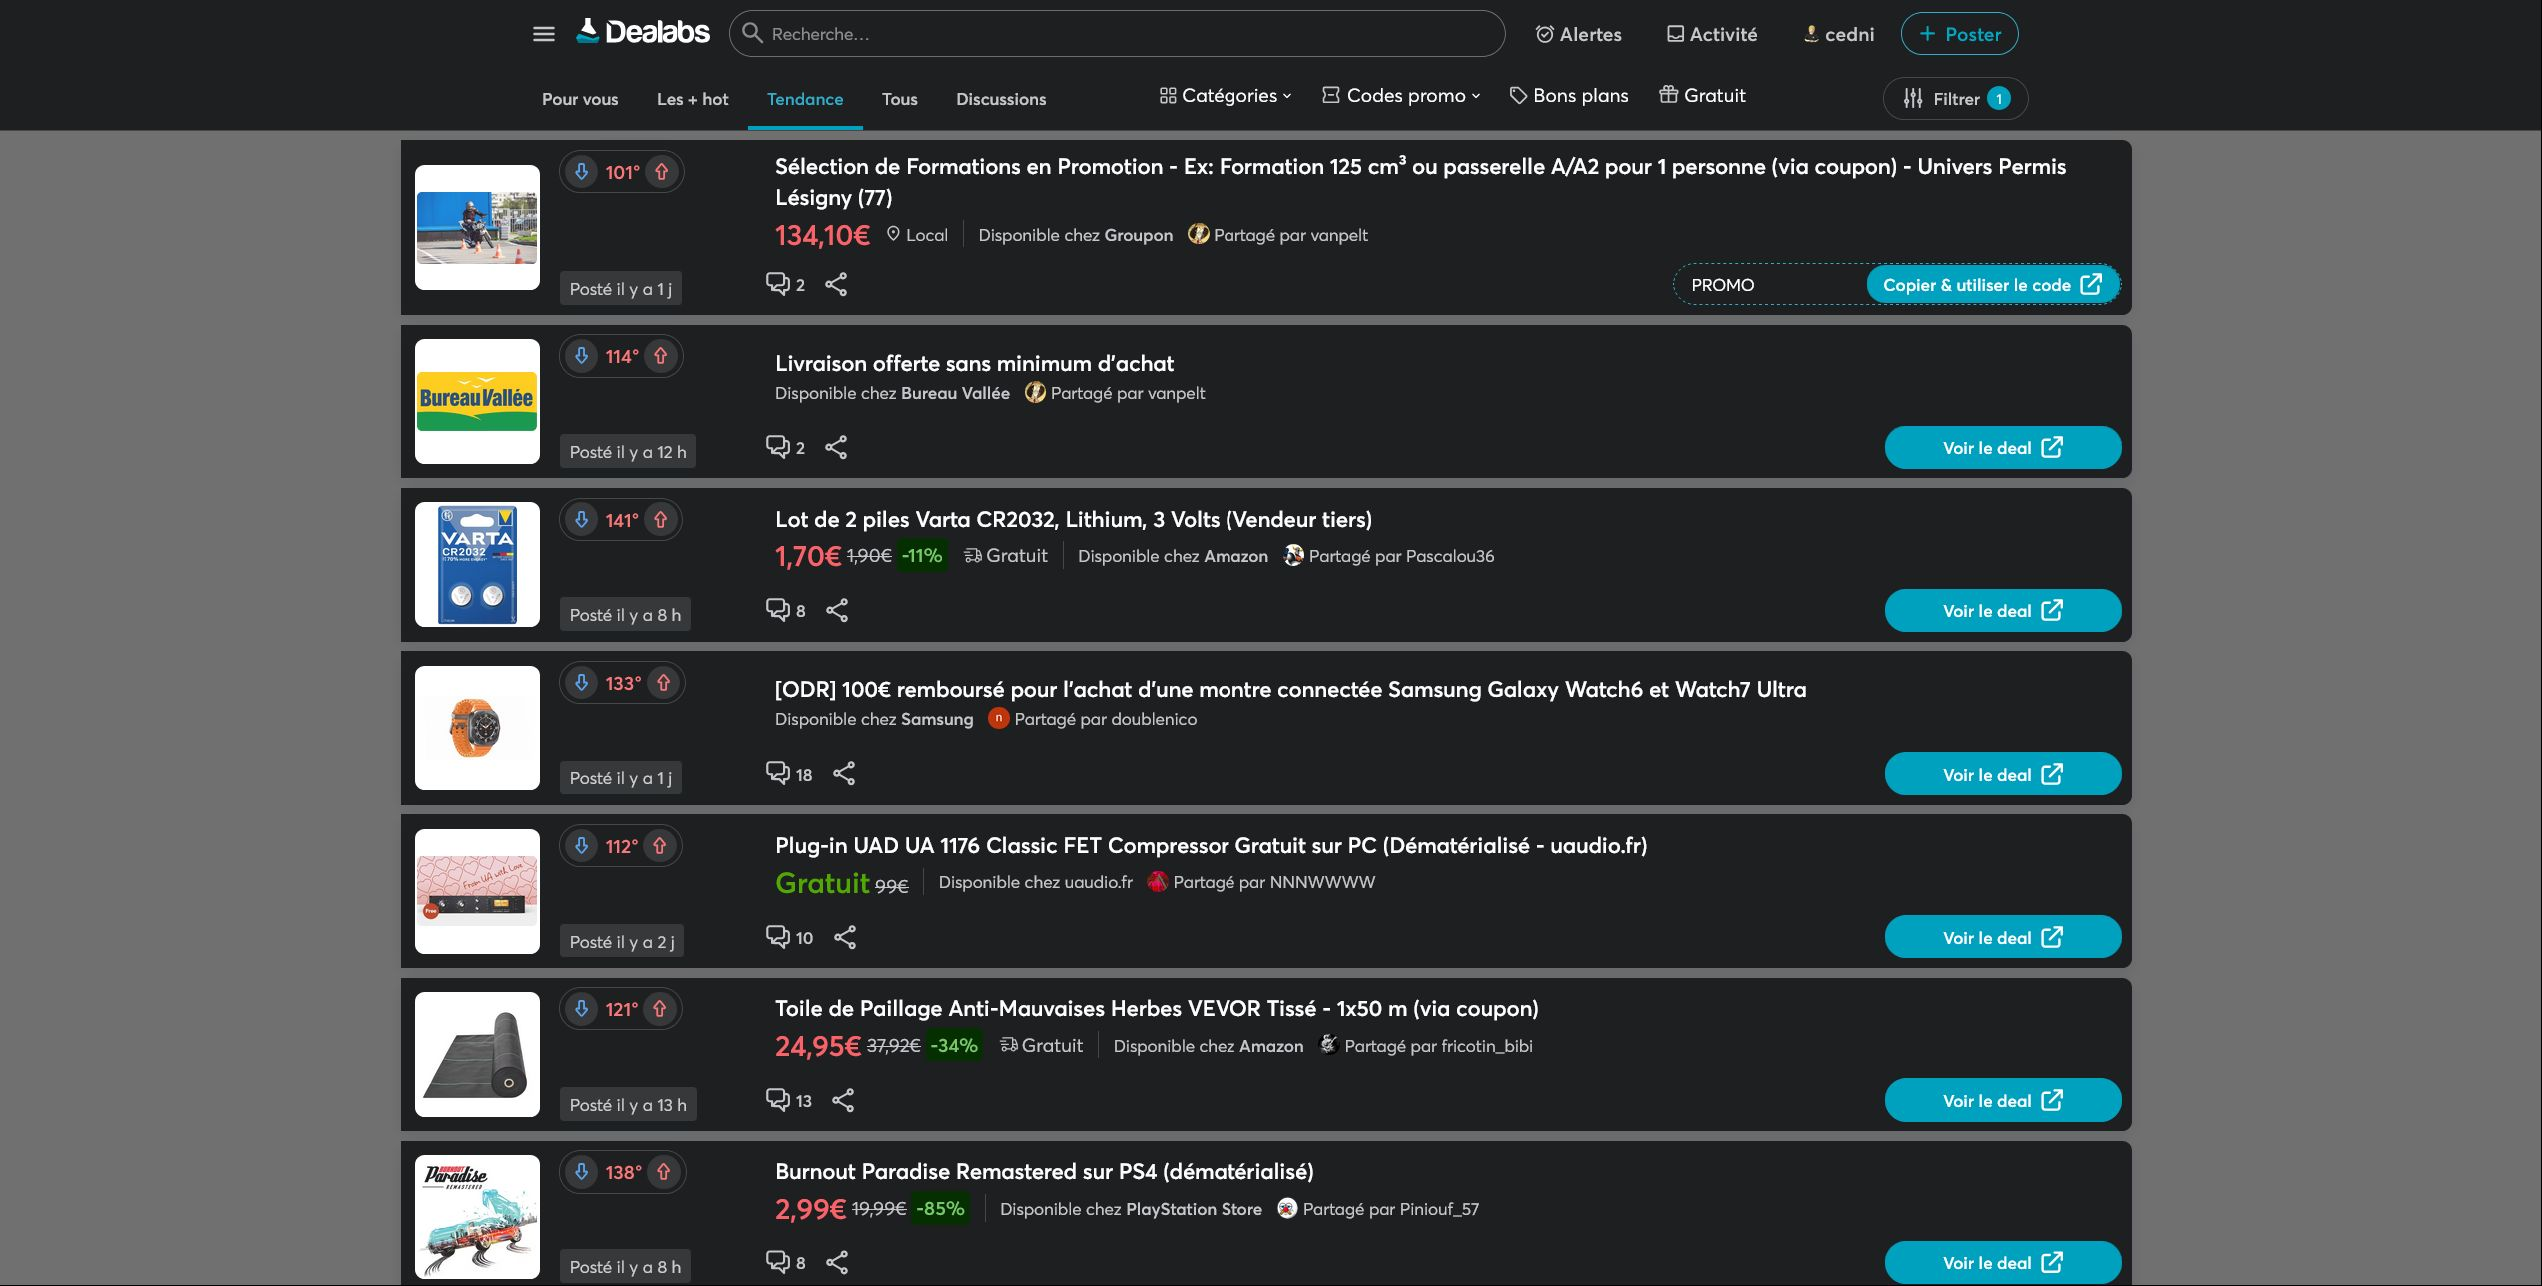 Dealabs
Recherche...
Alertes
Activité
cedni
Poster
Pour vous
Les + hot
Tendance
Tous
Discussions
Catégories
Codes promo
Bons plans
Gratuit
Filtrer 1
101°
Sélection de Formations en Promotion - Ex: Formation 125 cm³ ou passerelle A/A2 pour 1 personne (via coupon) - Univers Permis
Lésigny (77)
134,10€ Local Disponible chez Groupon Partagé par vanpelt
Posté il y a 1 j
2
PROMO
Copier & utiliser le code
Bureau Vallée
114°
Livraison offerte sans minimum d'achat
Disponible chez Bureau Vallée Partagé par vanpelt
Posté il y a 12 h
2
Voir le deal
VARTA
CR2032
141°
Lot de 2 piles Varta CR2032, Lithium, 3 Volts (Vendeur tiers)
1,70€ 1,90€ -11% Gratuit Disponible chez Amazon Partagé par Pascalou36
Posté il y a 8 h
8
Voir le deal
133°
[ODR] 100€ remboursé pour l'achat d'une montre connectée Samsung Galaxy Watch6 et Watch7 Ultra
Disponible chez Samsung n Partagé par doublenico
Posté il y a 1 j
18
Voir le deal
From UA with Love
Free
112°
Plug-in UAD UA 1176 Classic FET Compressor Gratuit sur PC (Dématérialisé - uaudio.fr)
Gratuit 99€ Disponible chez uaudio.fr Partagé par NNNWWWW
Posté il y a 2 j
10
Voir le deal
121°
Toile de Paillage Anti-Mauvaises Herbes VEVOR Tissé - 1x50 m (via coupon)
24,95€ 37,92€ -34% Gratuit Disponible chez Amazon Partagé par fricotin_bibi
Posté il y a 13 h
13
Voir le deal
BURNOUT
Paradise
REMASTERED
138°
Burnout Paradise Remastered sur PS4 (dématérialisé)
2,99€ 19,99€ -85% Disponible chez PlayStation Store Partagé par Piniouf_57
Posté il y a 8 h
8
Voir le deal